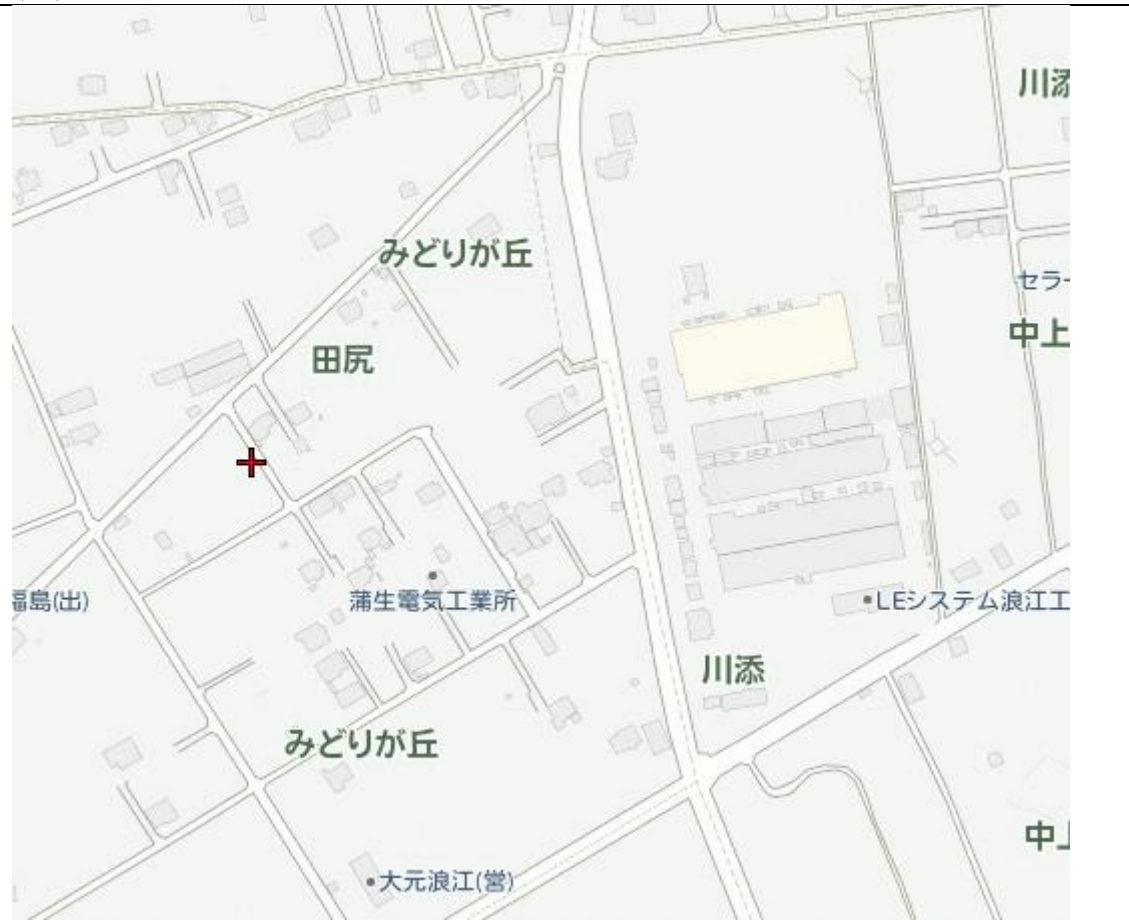 川添
みどりが丘
セラー
田尻
中上
福島(出)
蒲生電気工業所
LEシステム浪江工
川添
みどりが丘
中上
大元浪江(営)